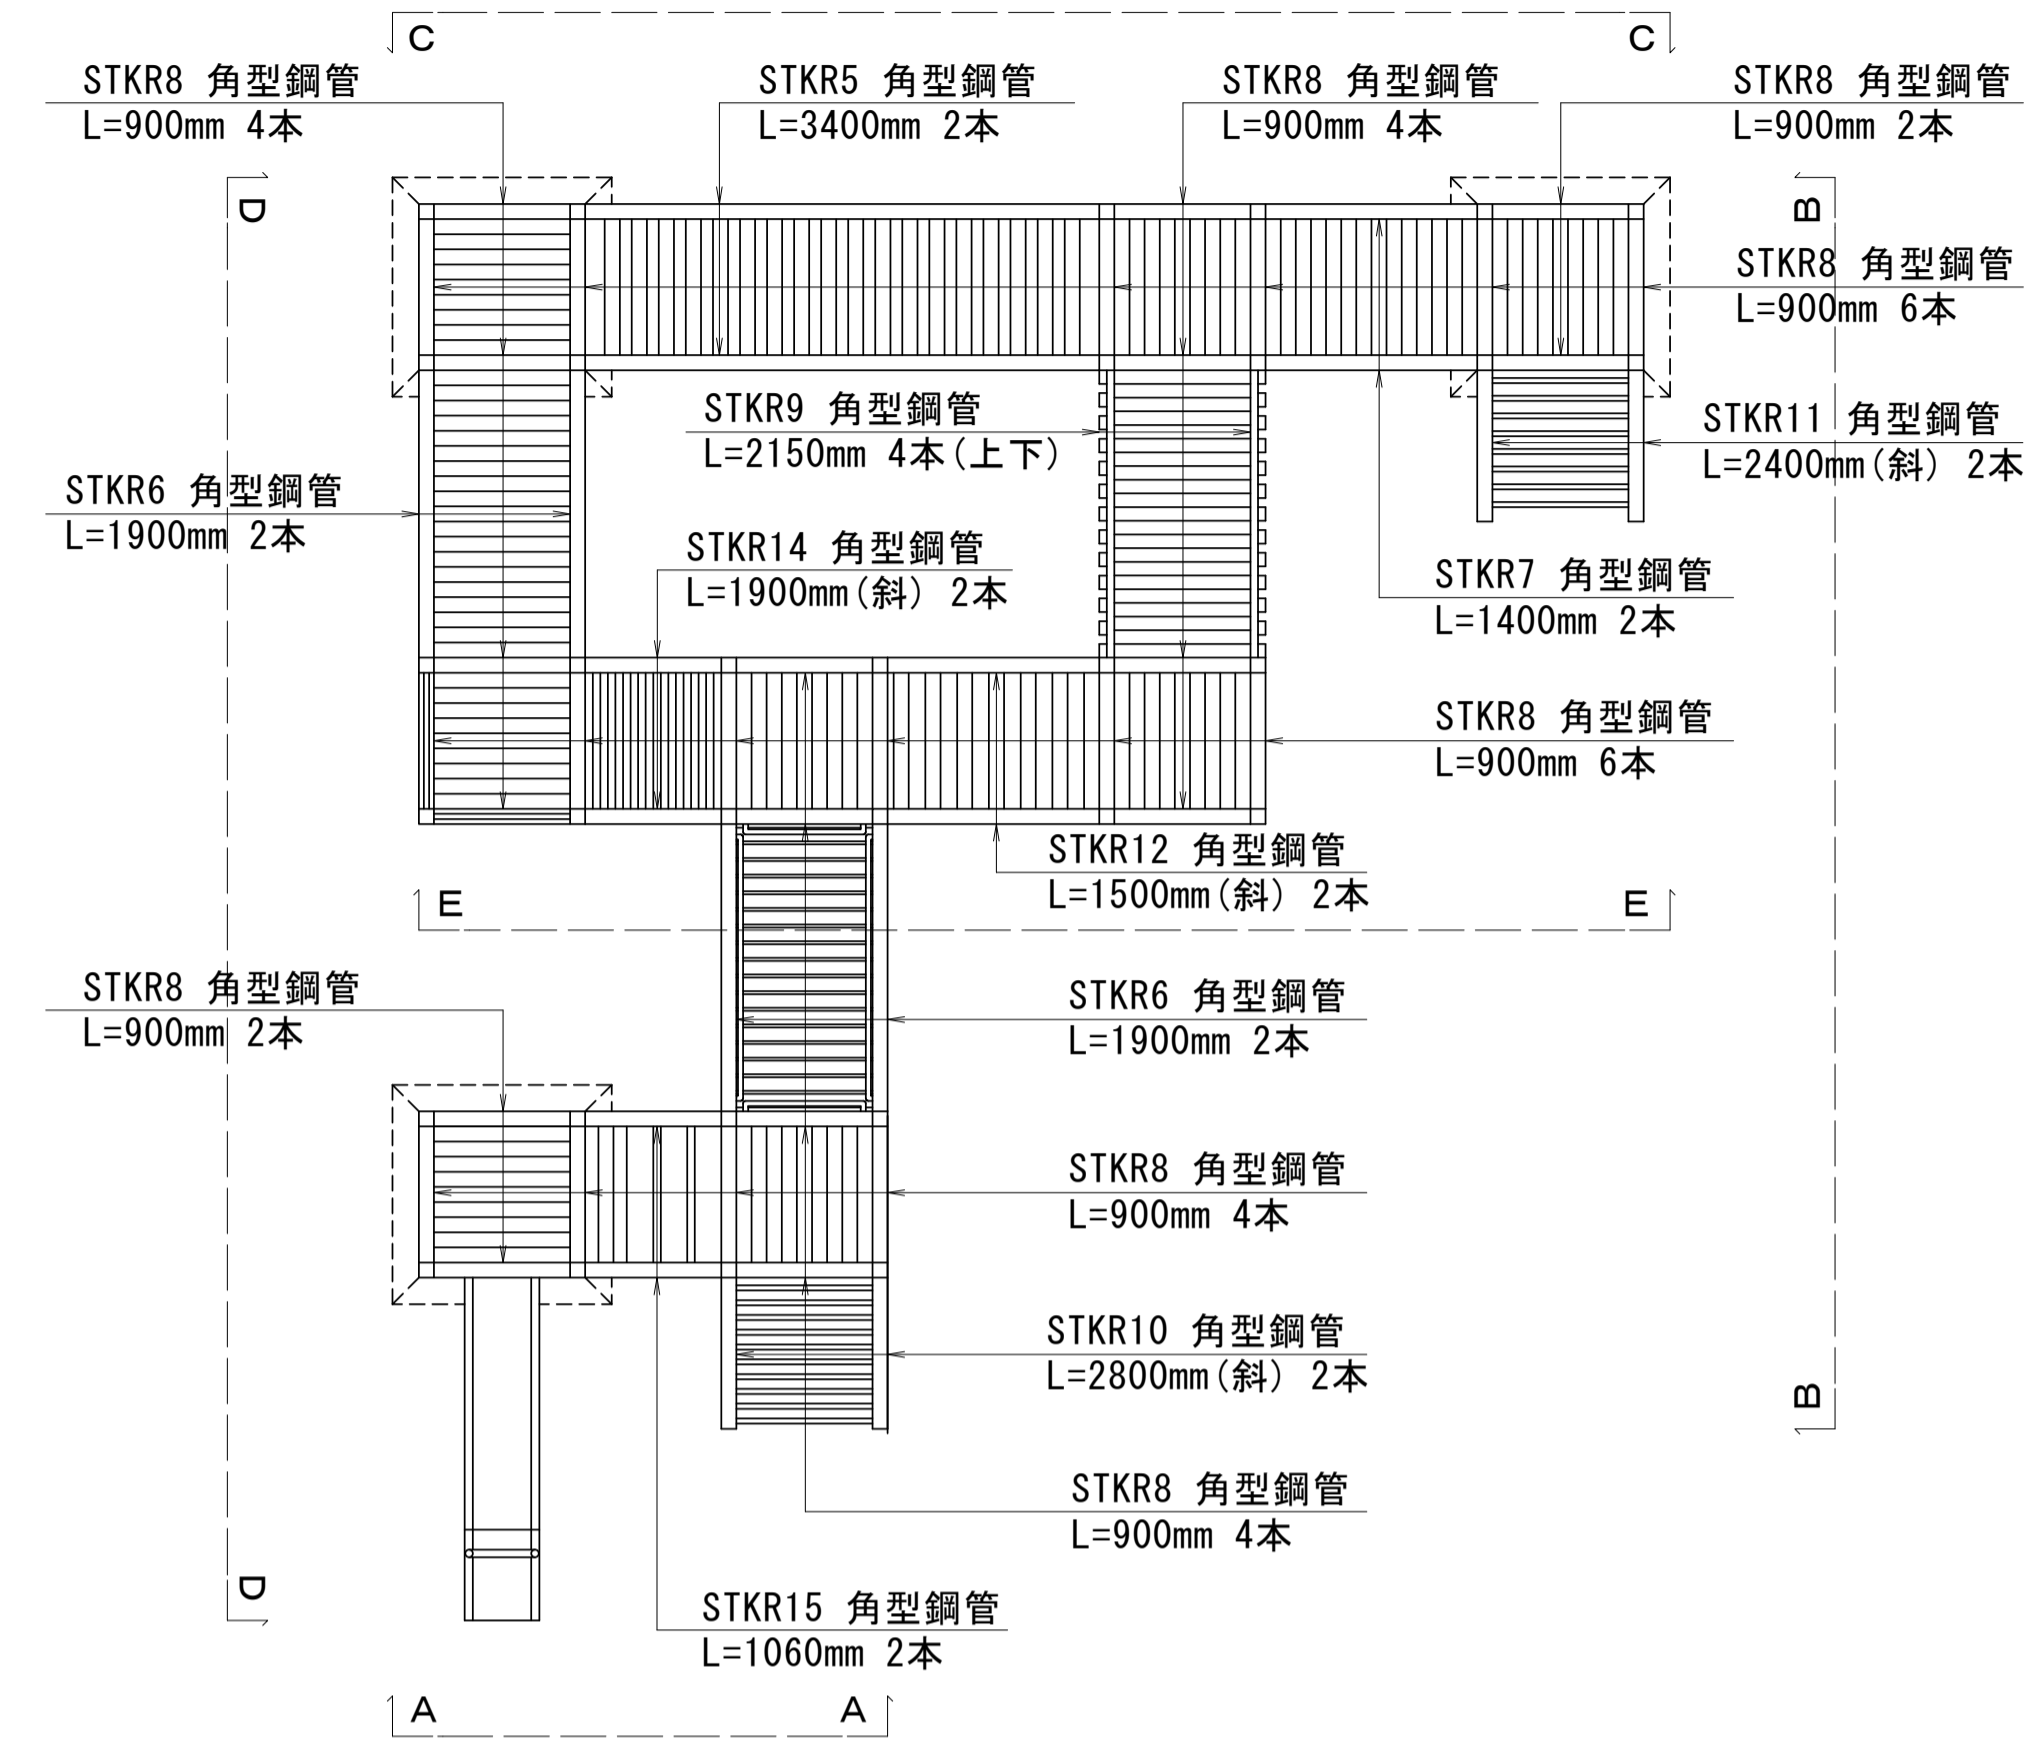 C
C
STKR8 角型鋼管
L=900mm 4本
STKR5 角型鋼管
L=3400mm 2本
STKR8 角型鋼管
L=900mm 4本
STKR8 角型鋼管
L=900mm 2本
D
B
STKR8 角型鋼管
L=900mm 6本
STKR9 角型鋼管
L=2150mm 4本(上下)
STKR11 角型鋼管
L=2400mm(斜) 2本
STKR6 角型鋼管
L=1900mm 2本
STKR14 角型鋼管
L=1900mm(斜) 2本
STKR7 角型鋼管
L=1400mm 2本
STKR8 角型鋼管
L=900mm 6本
STKR12 角型鋼管
L=1500mm(斜) 2本
E
E
STKR8 角型鋼管
L=900mm 2本
STKR6 角型鋼管
L=1900mm 2本
STKR8 角型鋼管
L=900mm 4本
STKR10 角型鋼管
L=2800mm(斜) 2本
B
STKR8 角型鋼管
L=900mm 4本
D
STKR15 角型鋼管
L=1060mm 2本
A
A